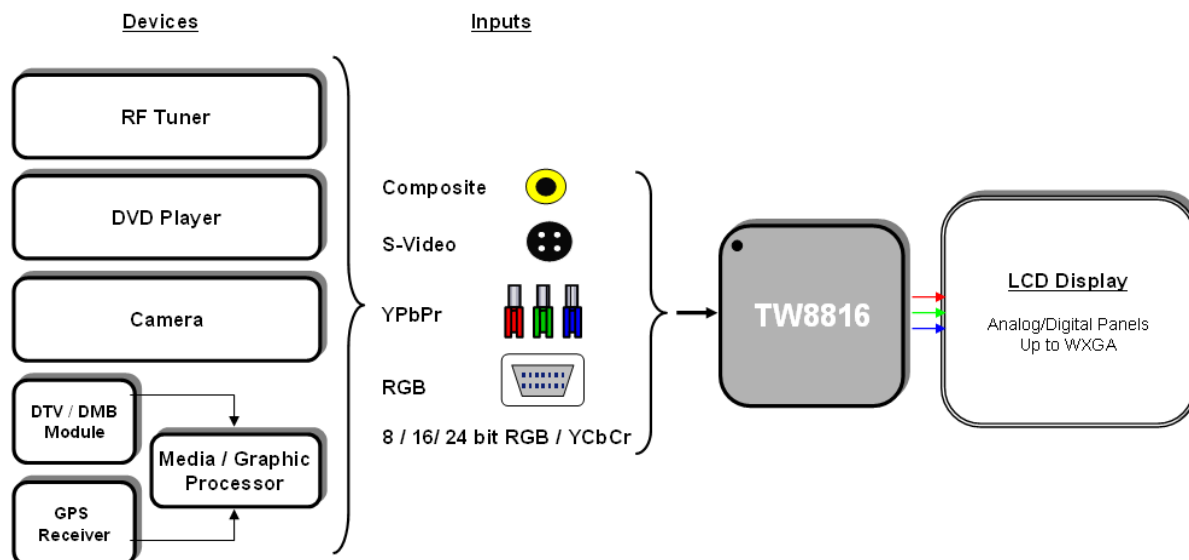 Devices
Inputs
RF Tuner
DVD Player
Camera
DTV / DMB
Module
Media / Graphic
Processor
GPS
Receiver
Composite
S-Video
YPbPr
RGB
8 / 16/ 24 bit RGB / YCbCr
TW8816
LCD Display
Analog/Digital Panels
Up to WXGA